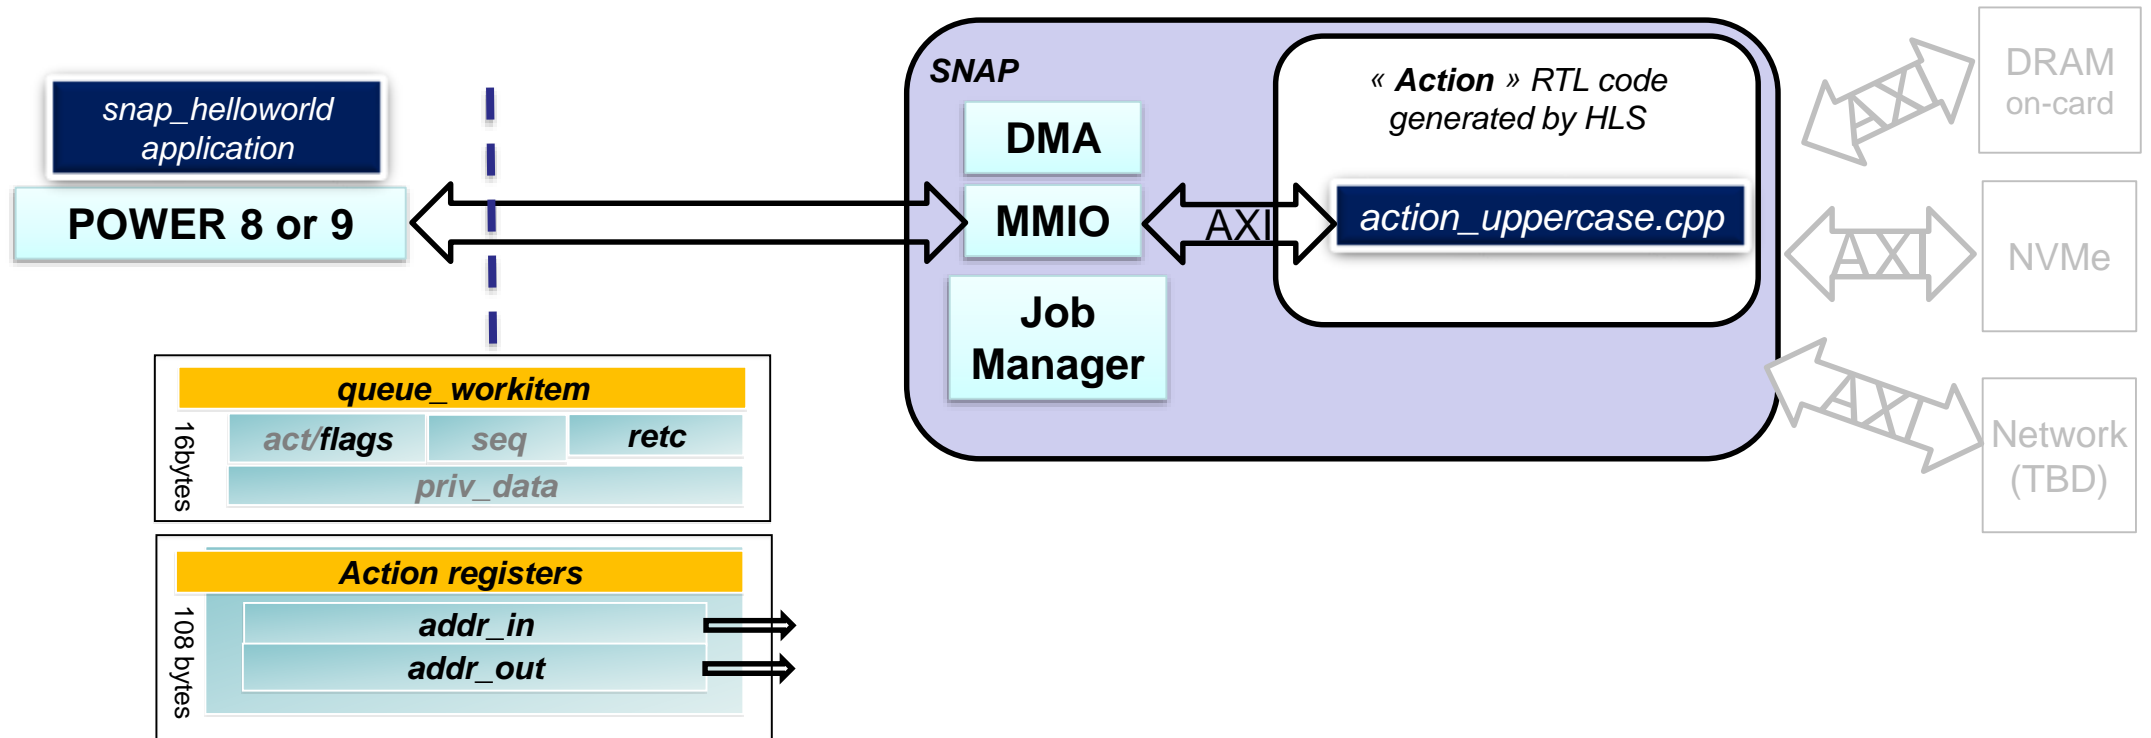 snap_helloworld
application
POWER 8 or 9
SNAP
DMA
MMIO
Job
Manager
AXI
« Action » RTL code
generated by HLS
action_uppercase.cpp
AXI
DRAM
on-card
AXI
NVMe
AXI
Network
(TBD)
queue_workitem
16bytes
act/flags
seq
retc
priv_data
Action registers
108 bytes
addr_in
addr_out